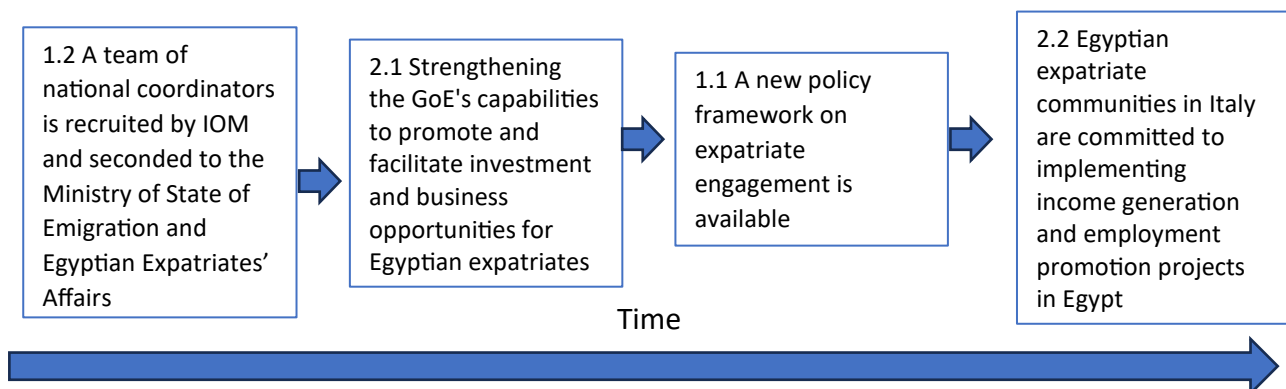 1.2 A team of
national coordinators
is recruited by IOM
and seconded to the
Ministry of State of
Emigration and
Egyptian Expatriates’
Affairs
2.1 Strengthening
the GoE's capabilities
to promote and
facilitate investment
and business
opportunities for
Egyptian expatriates
1.1 A new policy
framework on
expatriate
engagement is
available
2.2 Egyptian
expatriate
communities in Italy
are committed to
implementing
income generation
and employment
promotion projects
in Egypt
Time